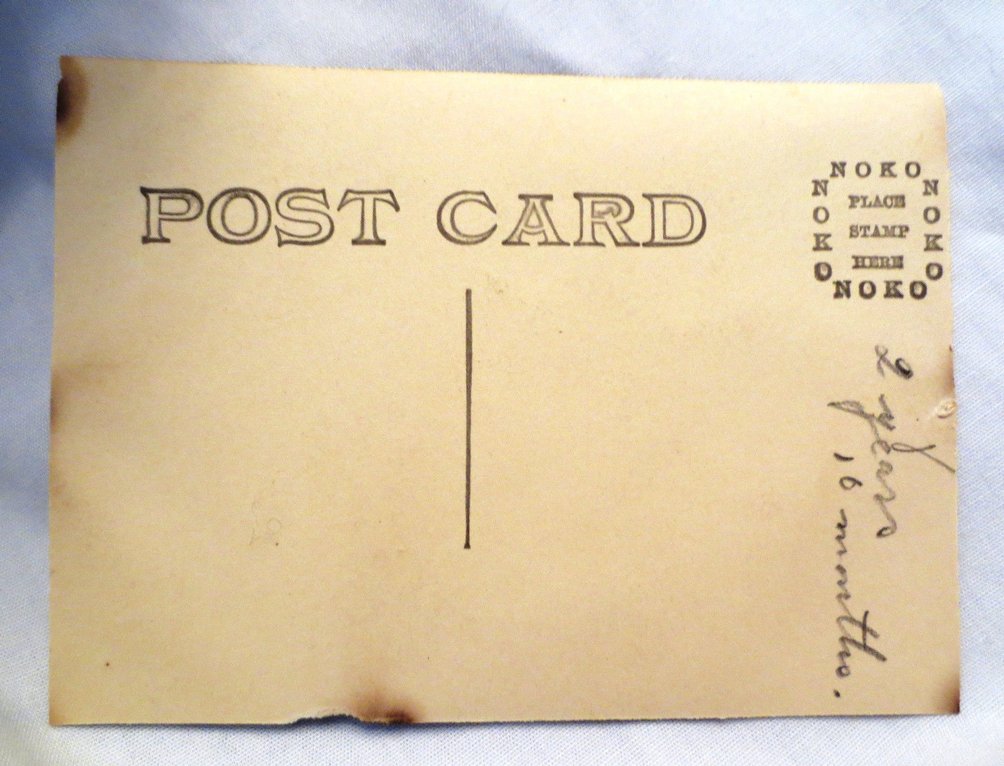 POST CARD
NOKO
NOKO
PLACE
STAMP
HERE
NOKO
NOKO
2 years
16 months.